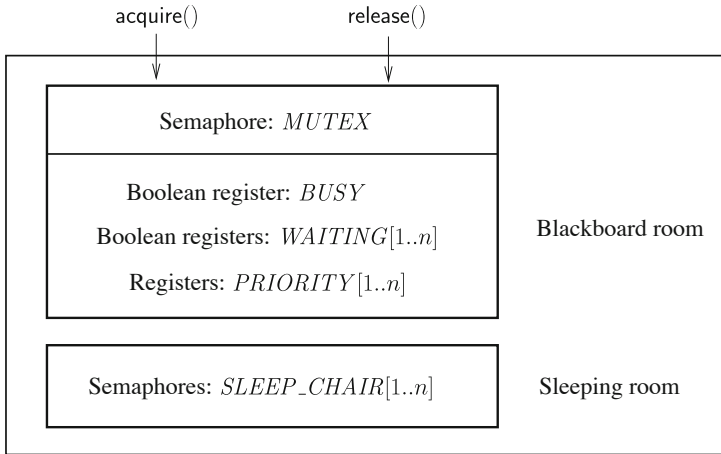 acquire() release()
Semaphore: MUTEX
Boolean register: BUSY
Boolean registers: WAITING[1..n]
Blackboard room
Registers: PRIORITY[1..n]
Semaphores: SLEEP_CHAIR[1..n] Sleeping room